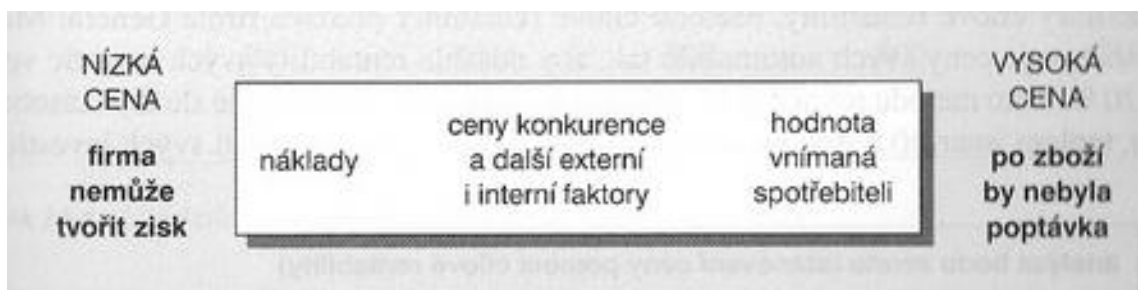 NÍZKÁ
CENA
firma
nemůže
tvořit zisk
náklady
ceny konkurence
a další externí
i interní faktory
hodnota
vnímaná
spotřebiteli
VYSOKÁ
CENA
po zboží
by nebyla
poptávka